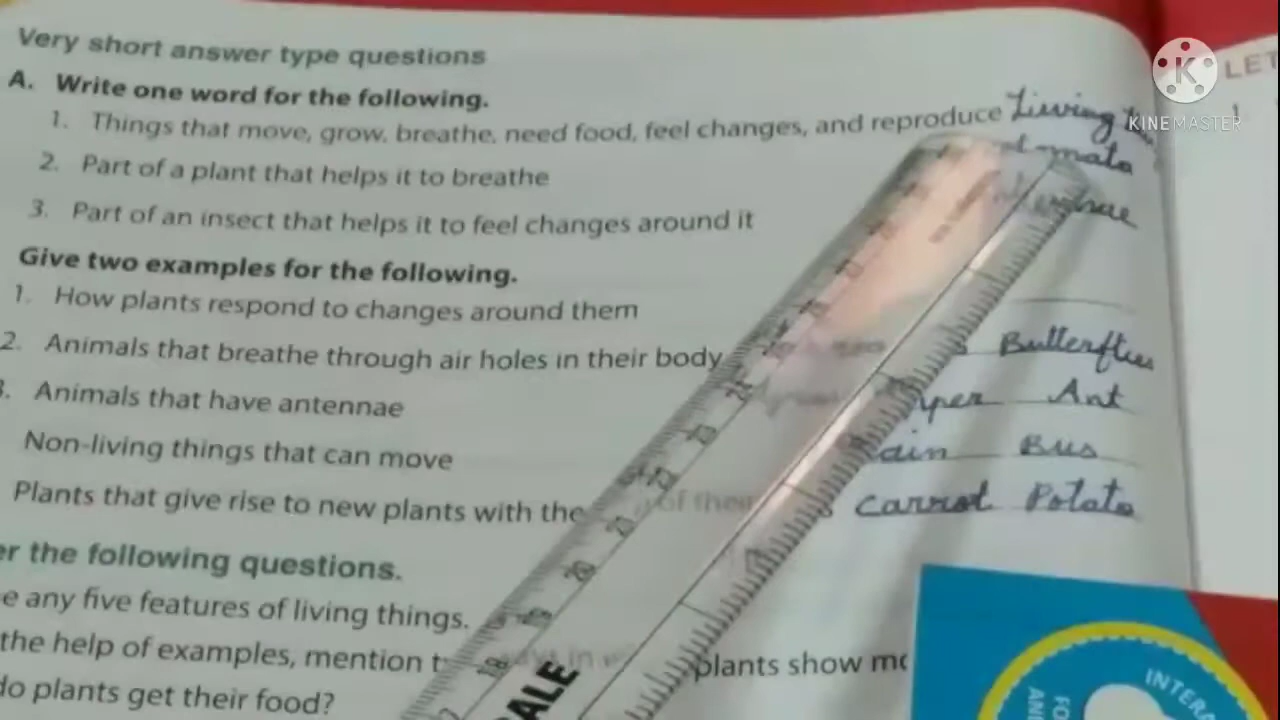 Very short answer type questions
A. Write one word for the following.
1. Things that move, grow, breathe, need food, feel changes, and reproduce Living
2. Part of a plant that helps it to breathe
3. Part of an insect that helps it to feel changes around it
Give two examples for the following.
1. How plants respond to changes around them
2. Animals that breathe through air holes in their body Butterflies
3. Animals that have antennae Ant
Non-living things that can move Bus
Plants that give rise to new plants with the of their Carrot Potato
the following questions.
any five features of living things.
the help of examples, mention plants show
do plants get their food?
KINEMASTER
K
LET
INTERA
FO
AN
ALE